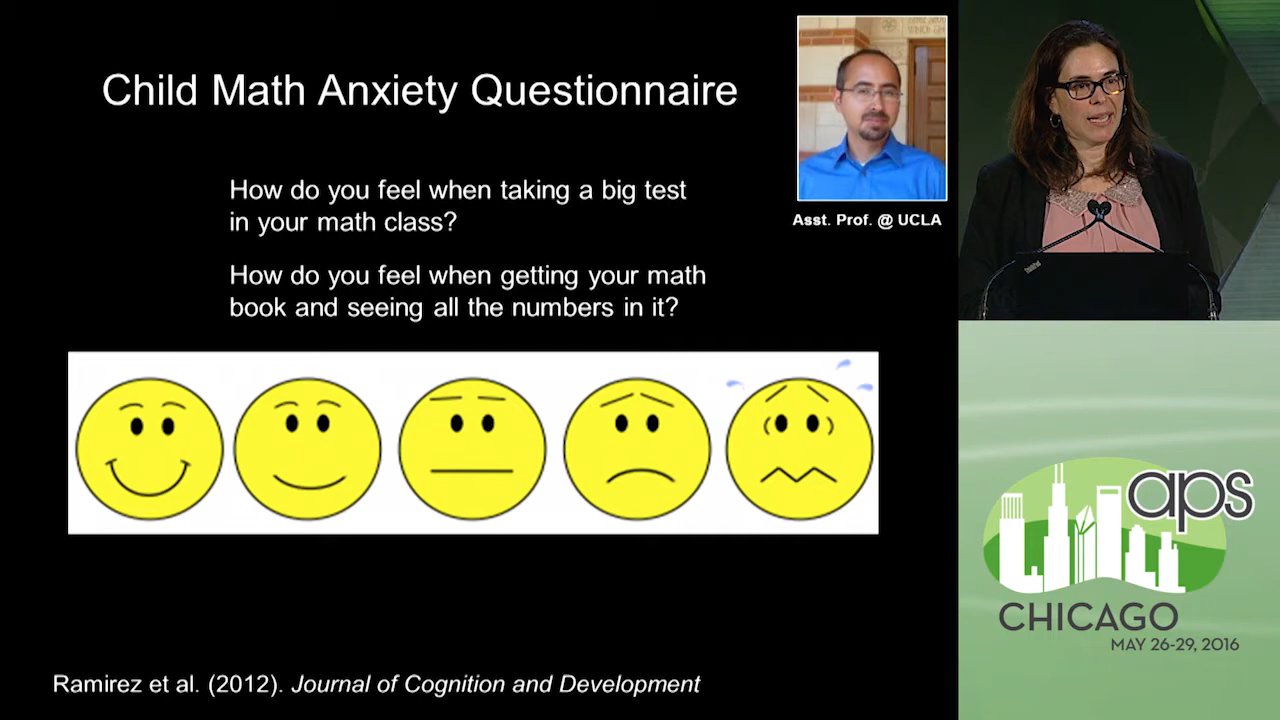 Child Math Anxiety Questionnaire
How do you feel when taking a big test
in your math class?
How do you feel when getting your math
book and seeing all the numbers in it?
Asst. Prof. @ UCLA
Ramirez et al. (2012). Journal of Cognition and Development
ThinkPad
aps
CHICAGO
MAY 26-29, 2016